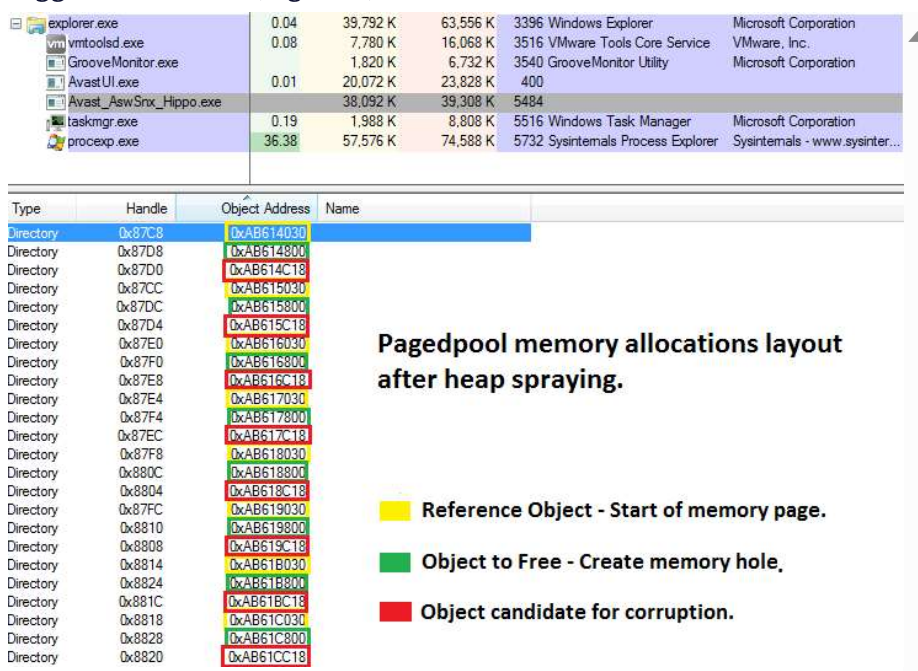 explorer.exe 0.04 39,792 K 63,556 K 3396 Windows Explorer Microsoft Corporation
vm vmtoolsd.exe 0.08 7,780 K 16,068 K 3516 VMware Tools Core Service VMware, Inc.
GrooveMonitor.exe 1,820 K 6,732 K 3540 GrooveMonitor Utility Microsoft Corporation
AvastUI.exe 0.01 20,072 K 23,828 K 400
Avast_AswSnx_Hippo.exe 38,092 K 39,308 K 5484
taskmgr.exe 0.19 1,988 K 8,808 K 5516 Windows Task Manager Microsoft Corporation
procexp.exe 36.38 57,576 K 74,588 K 5732 Sysinternals Process Explorer Sysinternals - www.sysinter...
Type Handle Object Address Name
Directory 0x87C8 0xAB614030
Directory 0x87D8 0xAB614800
Directory 0x87D0 0xAB614C18
Directory 0x87CC 0xAB615030
Directory 0x87DC 0xAB615800
Directory 0x87D4 0xAB615C18
Directory 0x87E0 0xAB616030
Directory 0x87F0 0xAB616800
Directory 0x87E8 0xAB616C18
Directory 0x87E4 0xAB617030
Directory 0x87F4 0xAB617800
Directory 0x87EC 0xAB617C18
Directory 0x87F8 0xAB618030
Directory 0x880C 0xAB618800
Directory 0x8804 0xAB618C18
Directory 0x87FC 0xAB619030
Directory 0x8810 0xAB619800
Directory 0x8808 0xAB619C18
Directory 0x8814 0xAB61B030
Directory 0x8824 0xAB61B800
Directory 0x881C 0xAB61BC18
Directory 0x8818 0xAB61C030
Directory 0x8828 0xAB61C800
Directory 0x8820 0xAB61CC18
Pagedpool memory allocations layout
after heap spraying.
Reference Object - Start of memory page.
Object to Free - Create memory hole.
Object candidate for corruption.